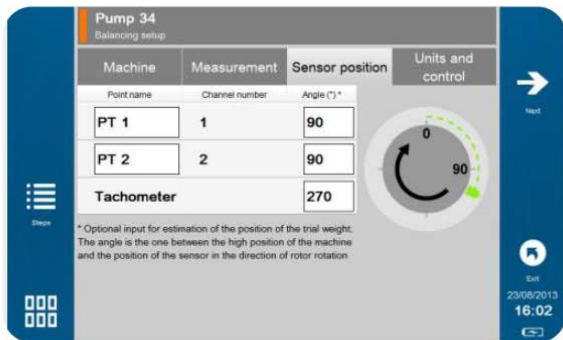 Pump 34
Balancing setup
Machine
Measurement
Sensor position
Units and
control
Point name
Channel number
Angle (°) *
PT 1
1
90
PT 2
2
90
Tachometer
270
* Optional input for estimation of the position of the trial weight.
The angle is the one between the high position of the machine
and the position of the sensor in the direction of rotor rotation
0
90
Steps
Next
Exit
23/08/2013
16:02